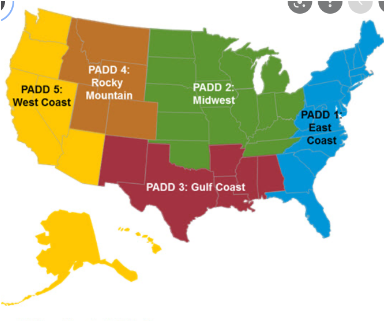 PADD 5:
West Coast
PADD 4:
Rocky
Mountain
PADD 2:
Midwest
PADD 1:
East
Coast
PADD 3: Gulf Coast